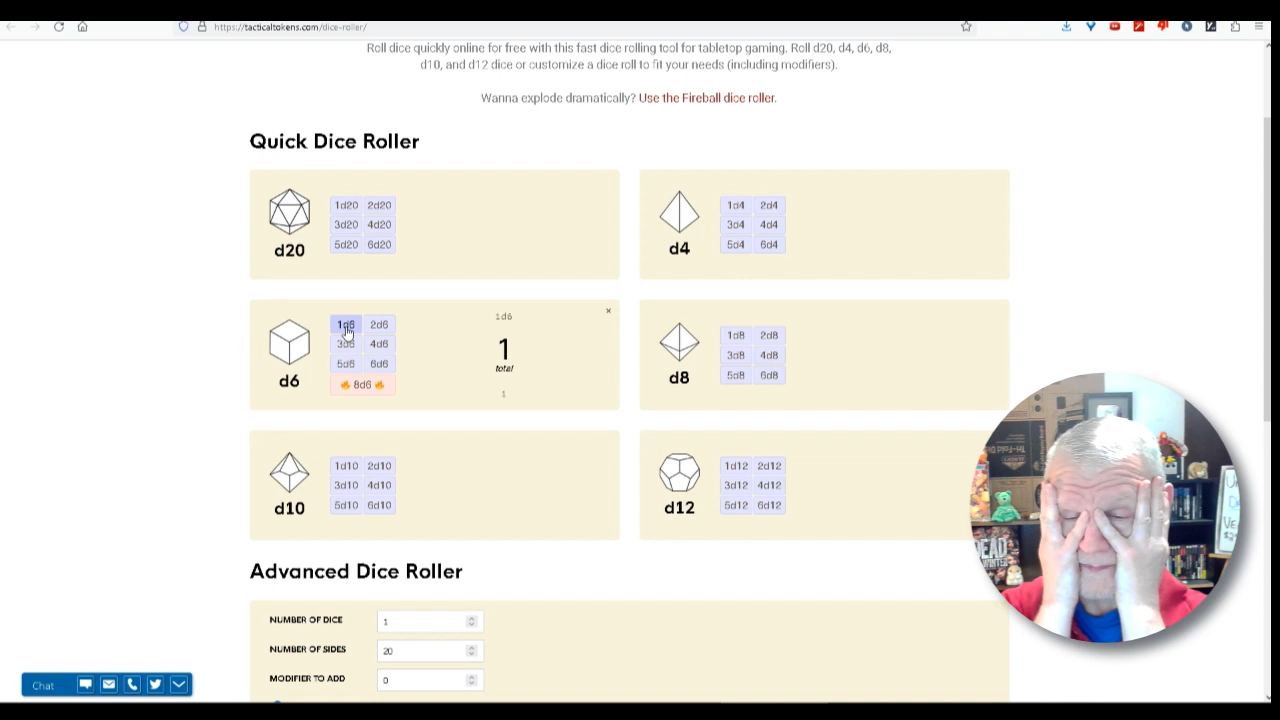 https://tacticaltokens.com/dice-roller/
Roll dice quickly online for free with this fast dice rolling tool for tabletop gaming. Roll d20, d4, d6, d8,
d10, and d12 dice or customize a dice roll to fit your needs (including modifiers).
Wanna explode dramatically? Use the Fireball dice roller.
Quick Dice Roller
d20
1d20 2d20
3d20 4d20
5d20 6d20
d4
1d4 2d4
3d4 4d4
5d4 6d4
d6
1d6 2d6
3d6 4d6
5d6 6d6
🔥 8d6 🔥
1d6
1
total
1
×
d8
1d8 2d8
3d8 4d8
5d8 6d8
d10
1d10 2d10
3d10 4d10
5d10 6d10
d12
1d12 2d12
3d12 4d12
5d12 6d12
Advanced Dice Roller
NUMBER OF DICE 1
NUMBER OF SIDES 20
MODIFIER TO ADD 0
Chat
DEAD
WINTER